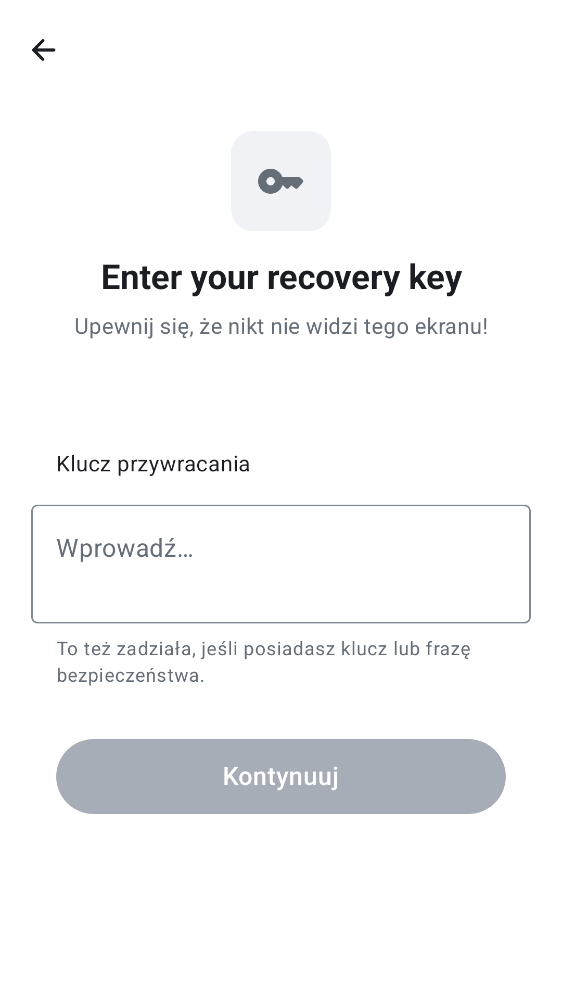 Enter your recovery key
Upewnij się, że nikt nie widzi tego ekranu!
Klucz przywracania
Wprowadź…
To też zadziała, jeśli posiadasz klucz lub frazę
bezpieczeństwa.
Kontynuuj